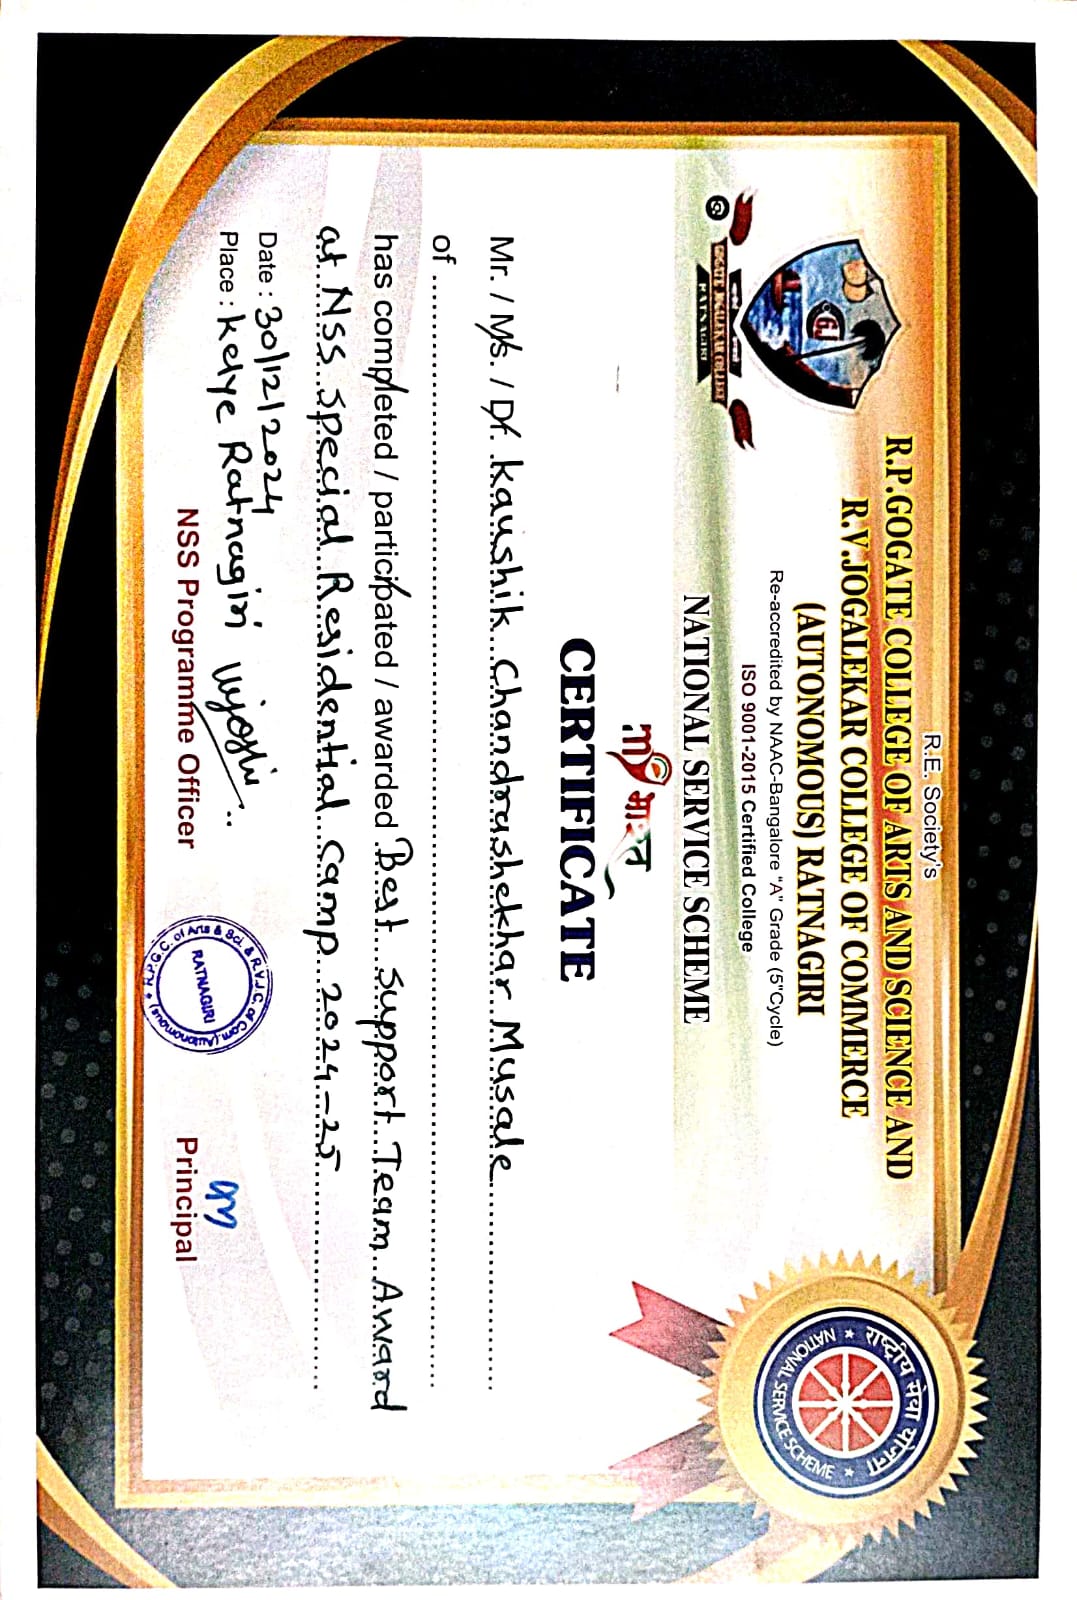 R.E. Society's
R.P.GOGATE COLLEGE OF ARTS AND SCIENCE AND
R.V.JOGALEKAR COLLEGE OF COMMERCE
(AUTONOMOUS) RATNAGIRI
Re-accredited by NAAC-Bangalore "A" Grade (5"Cycle)
ISO 9001-2015 Certified College
GJ
GOGATE JOGALEKAR COLLEGE
RATNAGIRI
राष्ट्रीय सेवा योजना
NATIONAL SERVICE SCHEME
NATIONAL SERVICE SCHEME
my भारत
CERTIFICATE
Mr. / Ms. / Dr. Kaushik Chandrashekhar Musale
of
has completed / participated / awarded Best Support Team Award
at NSS Special Residential Camp 2024-25
Date : 30/12/2024
Place : Kelye Ratnagiri
NSS Programme Officer
R.P.G.C. of Arts & Sci. & R.V.J.C. of Com.(Autonomous)
RATNAGIRI
Principal